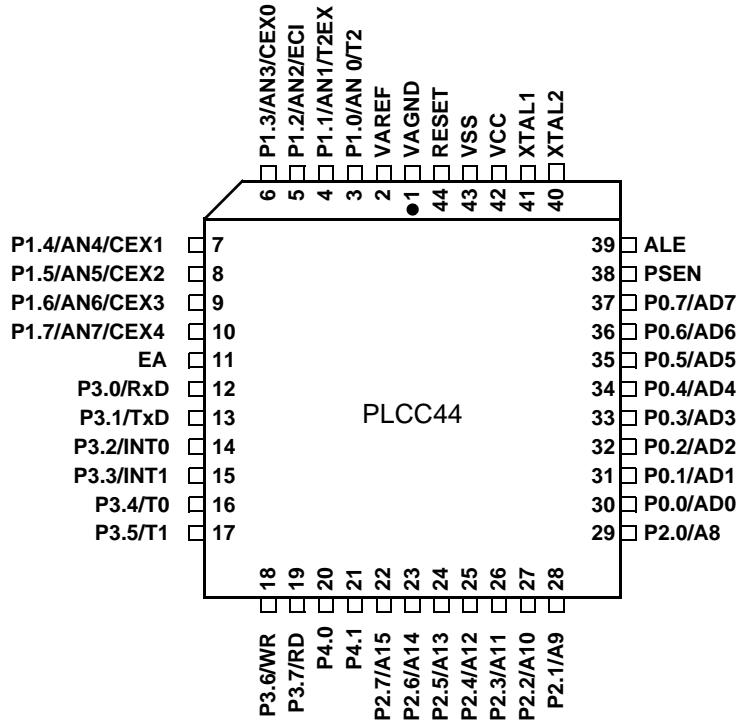 P1.3/AN3/CEX0
P1.2/AN2/ECI
P1.1/AN1/T2EX
P1.0/AN 0/T2
VAREF
VAGND
RESET
VSS
VCC
XTAL1
XTAL2
6 5 4 3 2 1 44 43 42 41 40
P1.4/AN4/CEX1 7
P1.5/AN5/CEX2 8
P1.6/AN6/CEX3 9
P1.7/AN7/CEX4 10
EA 11
P3.0/RxD 12
P3.1/TxD 13
P3.2/INT0 14
P3.3/INT1 15
P3.4/T0 16
P3.5/T1 17
PLCC44
39 ALE
38 PSEN
37 P0.7/AD7
36 P0.6/AD6
35 P0.5/AD5
34 P0.4/AD4
33 P0.3/AD3
32 P0.2/AD2
31 P0.1/AD1
30 P0.0/AD0
29 P2.0/A8
18 19 20 21 22 23 24 25 26 27 28
P3.6/WR
P3.7/RD
P4.0
P4.1
P2.7/A15
P2.6/A14
P2.5/A13
P2.4/A12
P2.3/A11
P2.2/A10
P2.1/A9